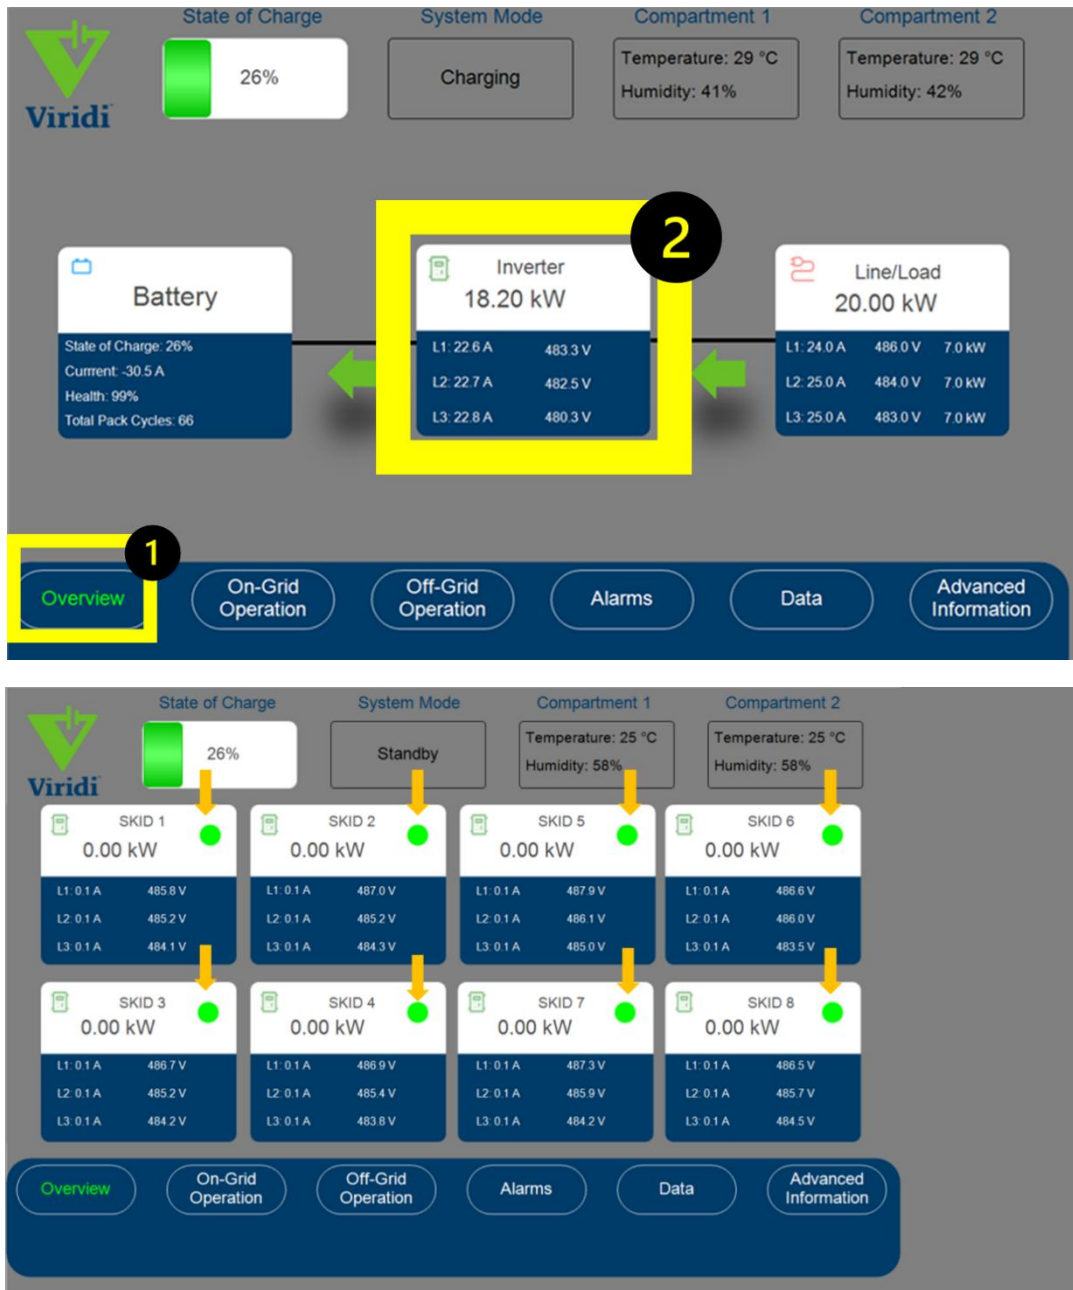 State of Charge
System Mode
Compartment 1
Compartment 2
Viridi
26%
Charging
Temperature: 29 °C
Humidity: 41%
Temperature: 29 °C
Humidity: 42%
2
Battery
State of Charge: 26%
Currrent: -30.5 A
Health: 99%
Total Pack Cycles: 66
Inverter
18.20 kW
L1: 22.6 A 483.3 V
L2: 22.7 A 482.5 V
L3: 22.8 A 480.3 V
Line/Load
20.00 kW
L1: 24.0 A 486.0 V 7.0 kW
L2: 25.0 A 484.0 V 7.0 kW
L3: 25.0 A 483.0 V 7.0 kW
1
Overview
On-Grid
Operation
Off-Grid
Operation
Alarms
Data
Advanced
Information
State of Charge
System Mode
Compartment 1
Compartment 2
Viridi
26%
Standby
Temperature: 25 °C
Humidity: 58%
Temperature: 25 °C
Humidity: 58%
SKID 1
0.00 kW
L1: 0.1 A 485.8 V
L2: 0.1 A 485.2 V
L3: 0.1 A 484.1 V
SKID 2
0.00 kW
L1: 0.1 A 487.0 V
L2: 0.1 A 485.2 V
L3: 0.1 A 484.3 V
SKID 5
0.00 kW
L1: 0.1 A 487.9 V
L2: 0.1 A 486.1 V
L3: 0.1 A 485.0 V
SKID 6
0.00 kW
L1: 0.1 A 486.6 V
L2: 0.1 A 486.0 V
L3: 0.1 A 483.5 V
SKID 3
0.00 kW
L1: 0.1 A 486.7 V
L2: 0.1 A 485.2 V
L3: 0.1 A 484.2 V
SKID 4
0.00 kW
L1: 0.1 A 486.9 V
L2: 0.1 A 485.4 V
L3: 0.1 A 483.8 V
SKID 7
0.00 kW
L1: 0.1 A 487.3 V
L2: 0.1 A 485.9 V
L3: 0.1 A 484.2 V
SKID 8
0.00 kW
L1: 0.1 A 486.5 V
L2: 0.1 A 485.7 V
L3: 0.1 A 484.5 V
Overview
On-Grid
Operation
Off-Grid
Operation
Alarms
Data
Advanced
Information